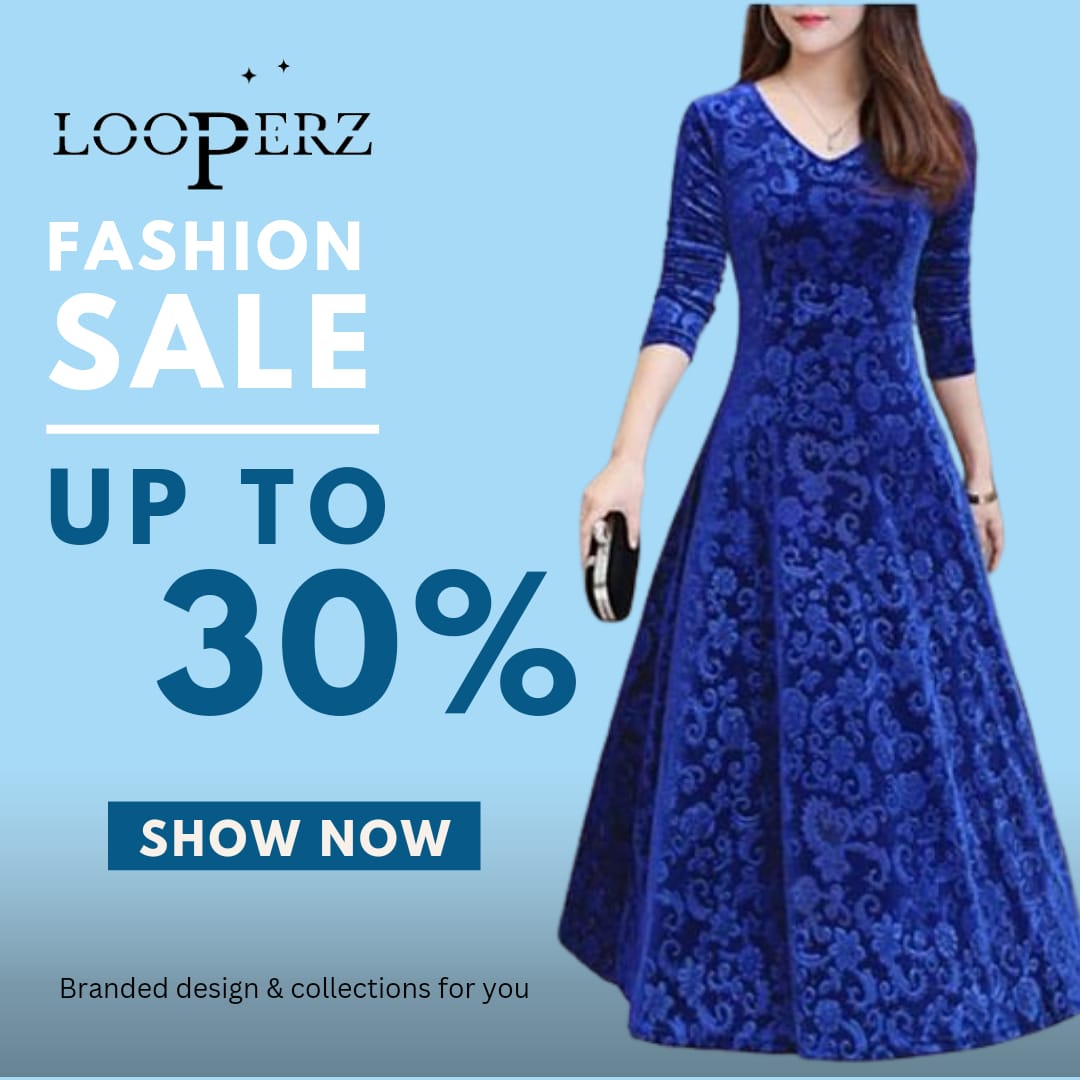 LOOPERZ
FASHION
SALE
UP TO
30%
SHOW NOW
Branded design & collections for you